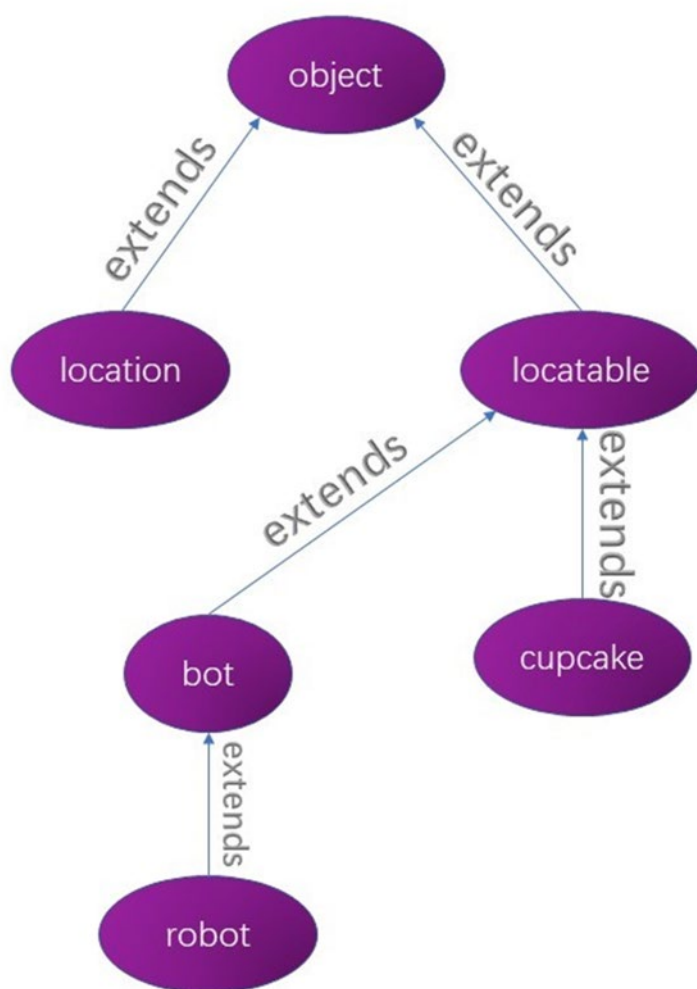 object
extends
extends
location
locatable
extends
extends
bot
cupcake
extends
robot